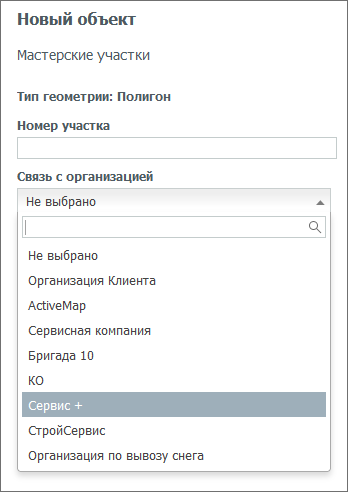 Новый объект
Мастерские участки
Тип геометрии: Полигон
Номер участка
Связь с организацией
Не выбрано
Не выбрано
Организация Клиента
ActiveMap
Сервисная компания
Бригада 10
КО
Сервис +
СтройСервис
Организация по вывозу снега